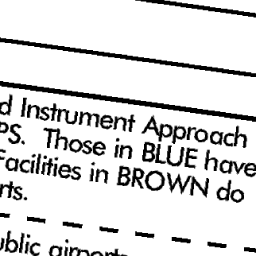 d Instrument Approach
PS. Those in BLUE have
Facilities in BROWN do
rts.
ublic airports